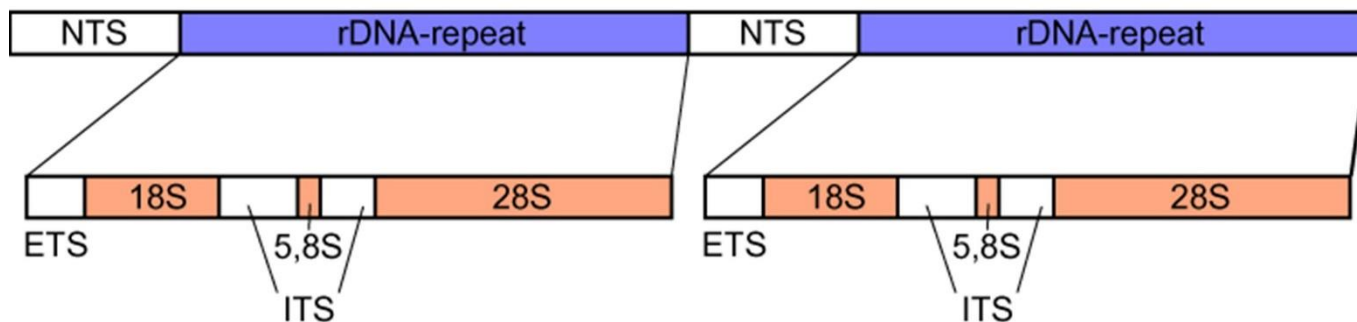 NTS rDNA-repeat NTS rDNA-repeat
18S 28S 18S 28S
ETS 5,8S ETS 5,8S
ITS ITS